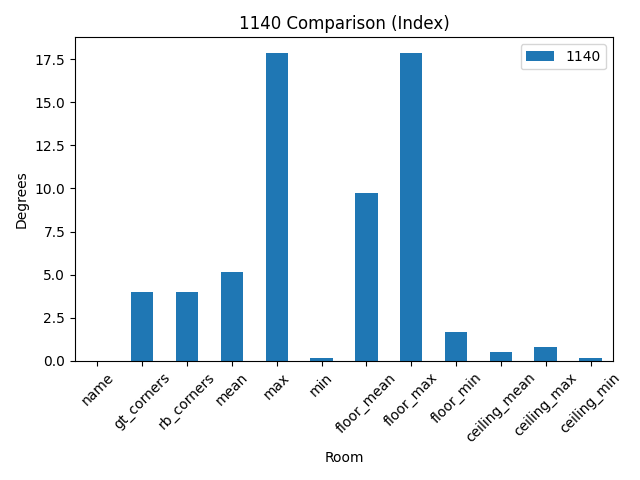 1140 Comparison (Index)
1140
17.5
15.0
12.5
10.0
7.5
5.0
2.5
0.0
Degrees
name
gt_corners
rb_corners
mean
max
min
floor_mean
floor_max
floor_min
ceiling_mean
ceiling_max
ceiling_min
Room